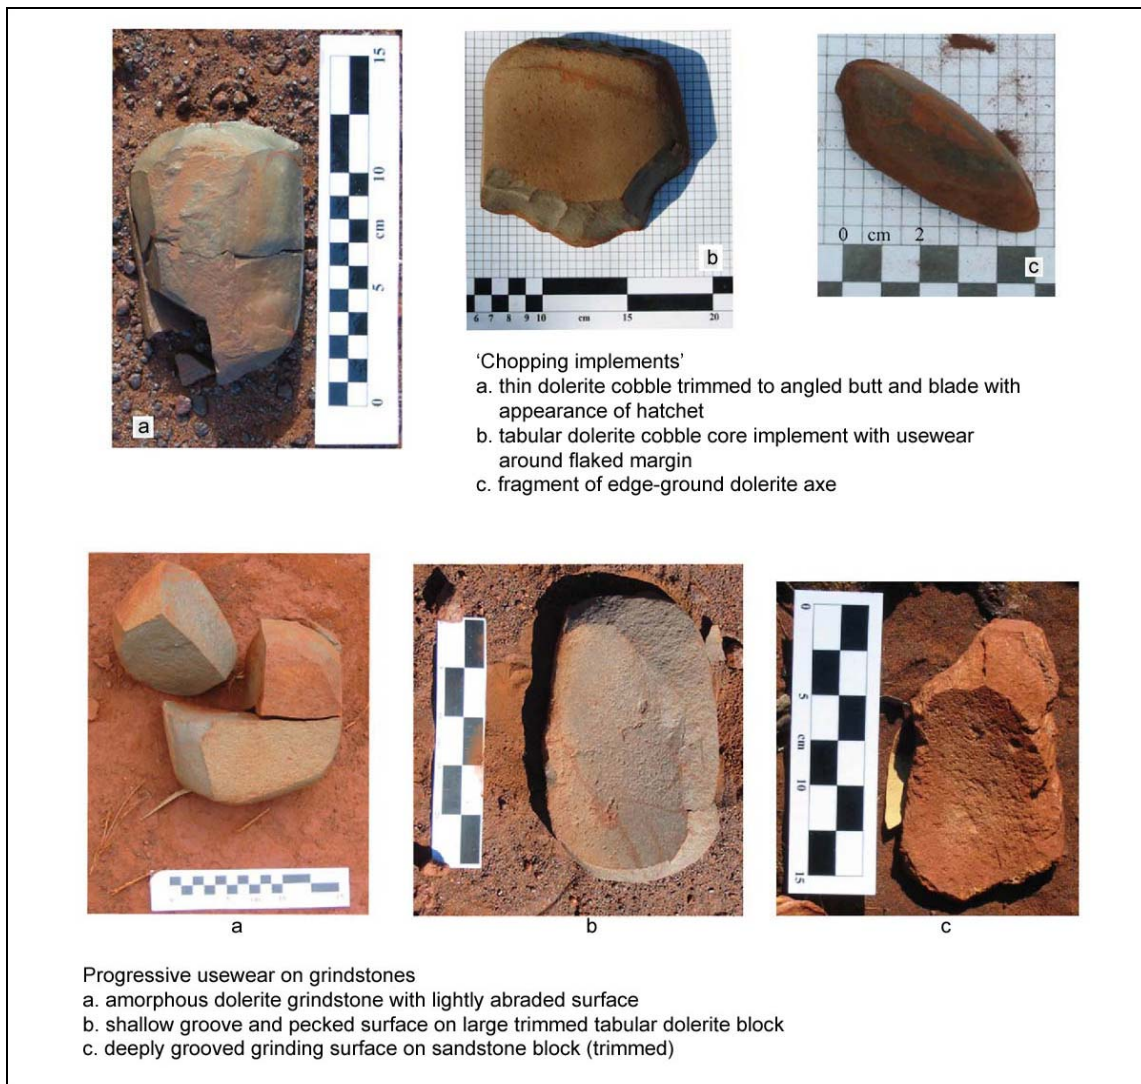 15
10
cm
5
0
a
b
6 7 8 9 10 cm 15 20
0 cm 2
c
‘Chopping implements’
a. thin dolerite cobble trimmed to angled butt and blade with
appearance of hatchet
b. tabular dolerite cobble core implement with usewear
around flaked margin
c. fragment of edge-ground dolerite axe
0
5
cm
10
15
a
b
c
Progressive usewear on grindstones
a. amorphous dolerite grindstone with lightly abraded surface
b. shallow groove and pecked surface on large trimmed tabular dolerite block
c. deeply grooved grinding surface on sandstone block (trimmed)